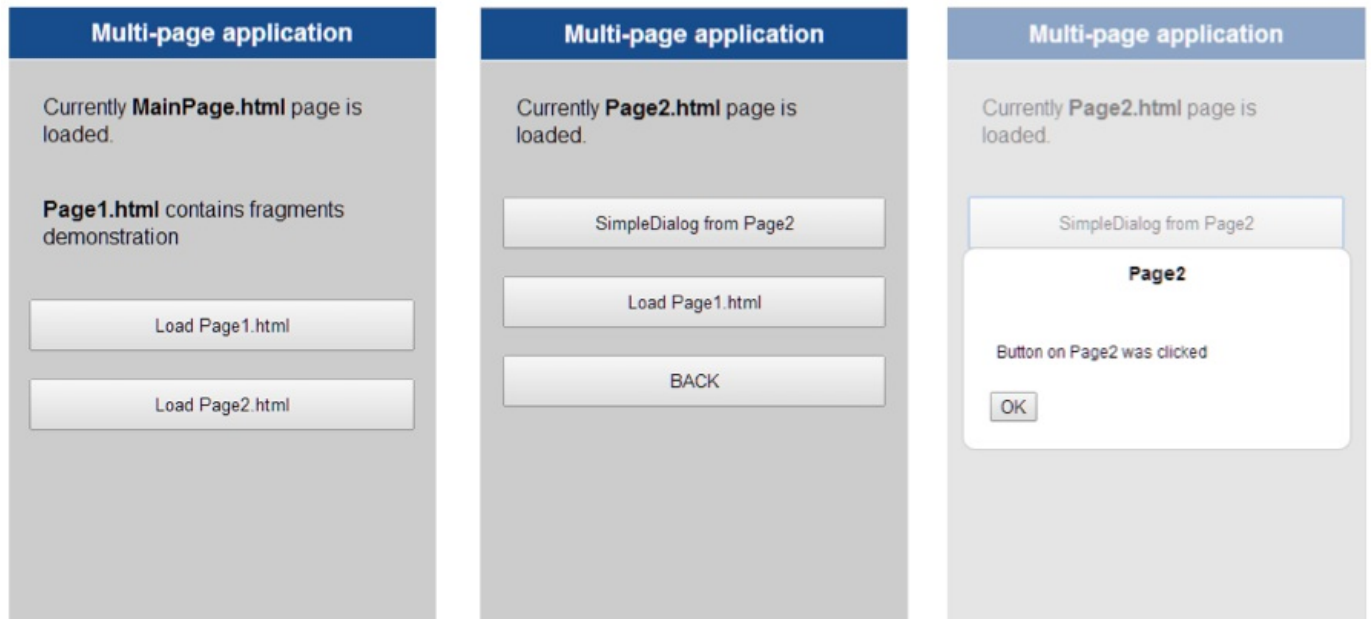 Multi-page application
Currently MainPage.html page is
loaded.
Page1.html contains fragments
demonstration
Load Page1.html
Load Page2.html
Multi-page application
Currently Page2.html page is
loaded.
SimpleDialog from Page2
Load Page1.html
BACK
Multi-page application
Currently Page2.html page is
loaded.
SimpleDialog from Page2
Page2
Button on Page2 was clicked
OK